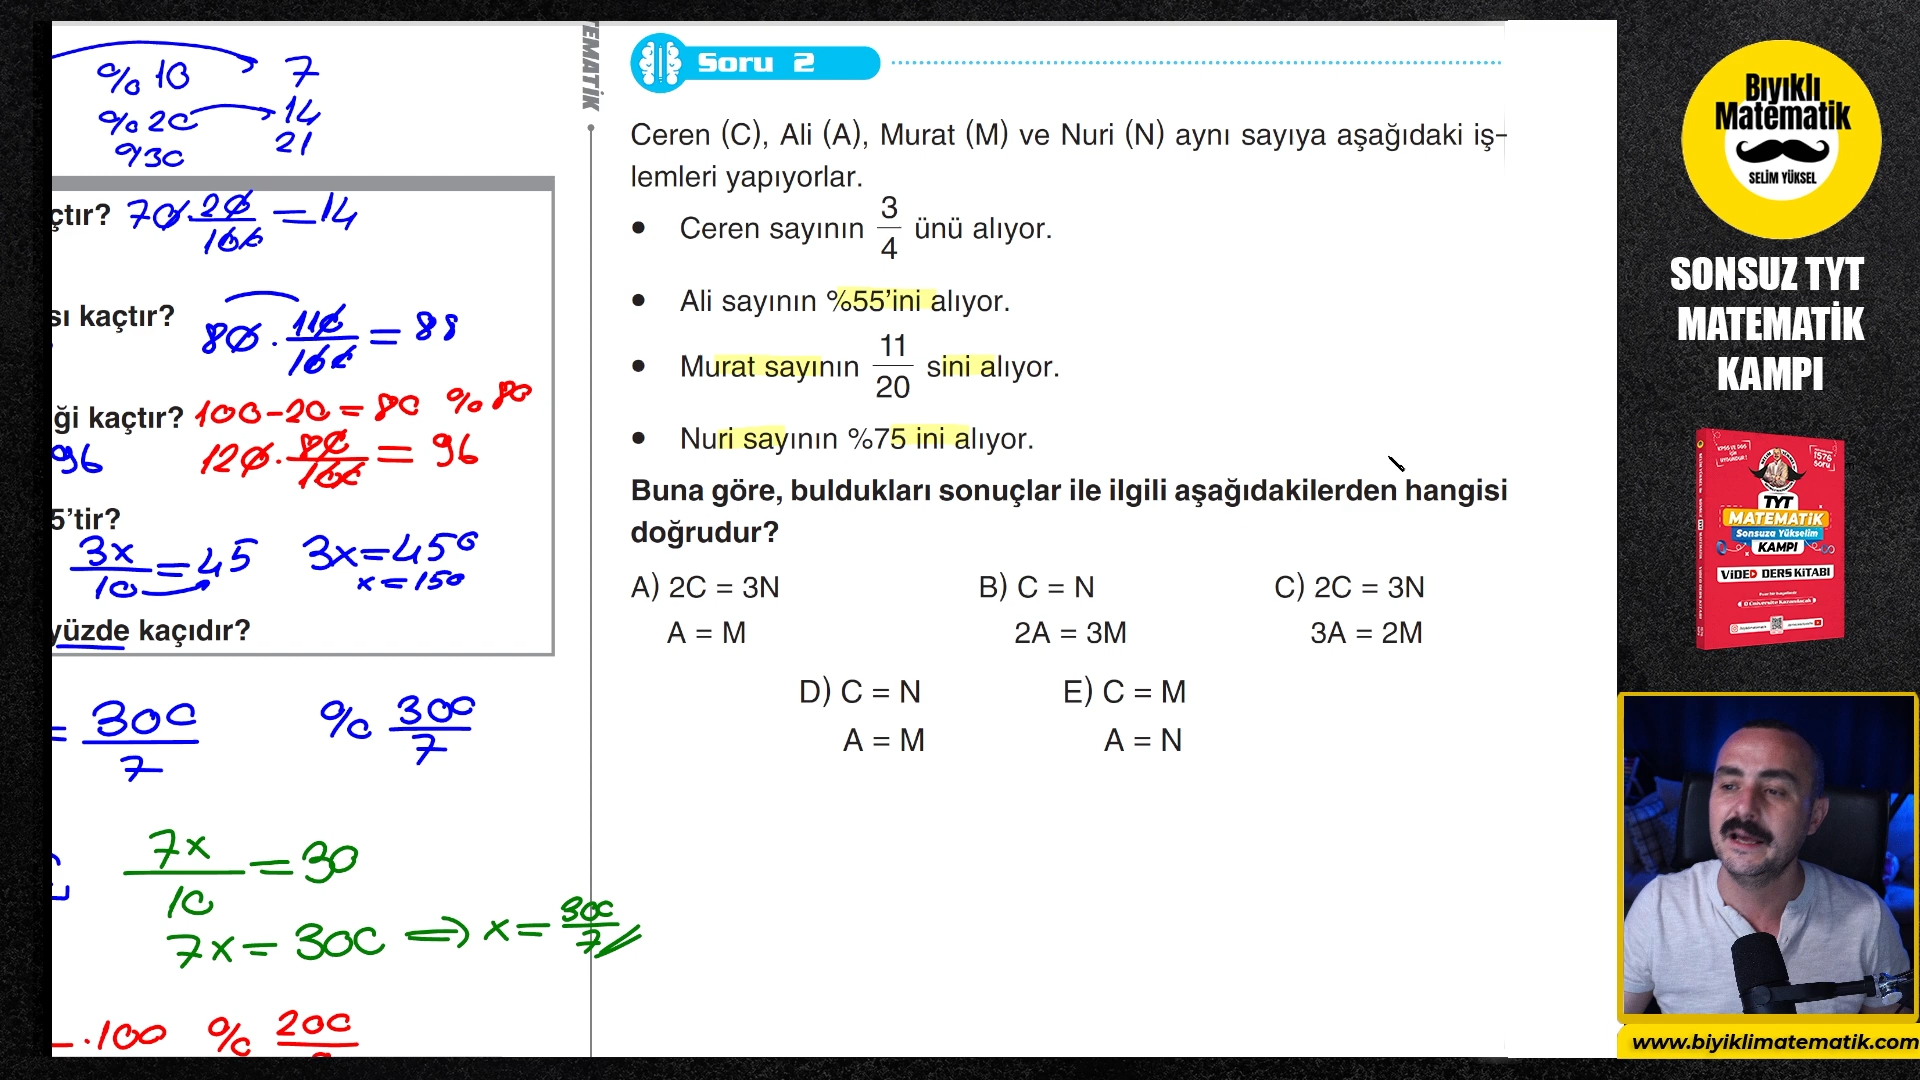 %10 7
%20 14
%30 21
çtır? 70 · 20/100 = 14
sı kaçtır? 80 · 110/100 = 88
ği kaçtır? 100-20 = 80 %80
96 120 · 80/100 = 96
5'tir?
3x/10 = 45 3x = 450
x = 150
yüzde kaçıdır?
= 300/7 % 300/7
7x/10 = 30
7x = 300 ⇒ x = 300/7
.100 % 200
TEMATİK
Soru 2
Ceren (C), Ali (A), Murat (M) ve Nuri (N) aynı sayıya aşağıdaki iş-
lemleri yapıyorlar.
• Ceren sayının 3/4 ünü alıyor.
• Ali sayının %55'ini alıyor.
• Murat sayının 11/20 sini alıyor.
• Nuri sayının %75 ini alıyor.
Buna göre, buldukları sonuçlar ile ilgili aşağıdakilerden hangisi
doğrudur?
A) 2C = 3N B) C = N C) 2C = 3N
A = M 2A = 3M 3A = 2M
D) C = N E) C = M
A = M A = N
Bıyıklı
Matematik
SELİM YÜKSEL
SONSUZ TYT
MATEMATİK
KAMPI
1576
soru
TYT
MATEMATİK
Sonsuza Yükselim
KAMPI
VİDEO DERS KİTABI
www.biyiklimatematik.com